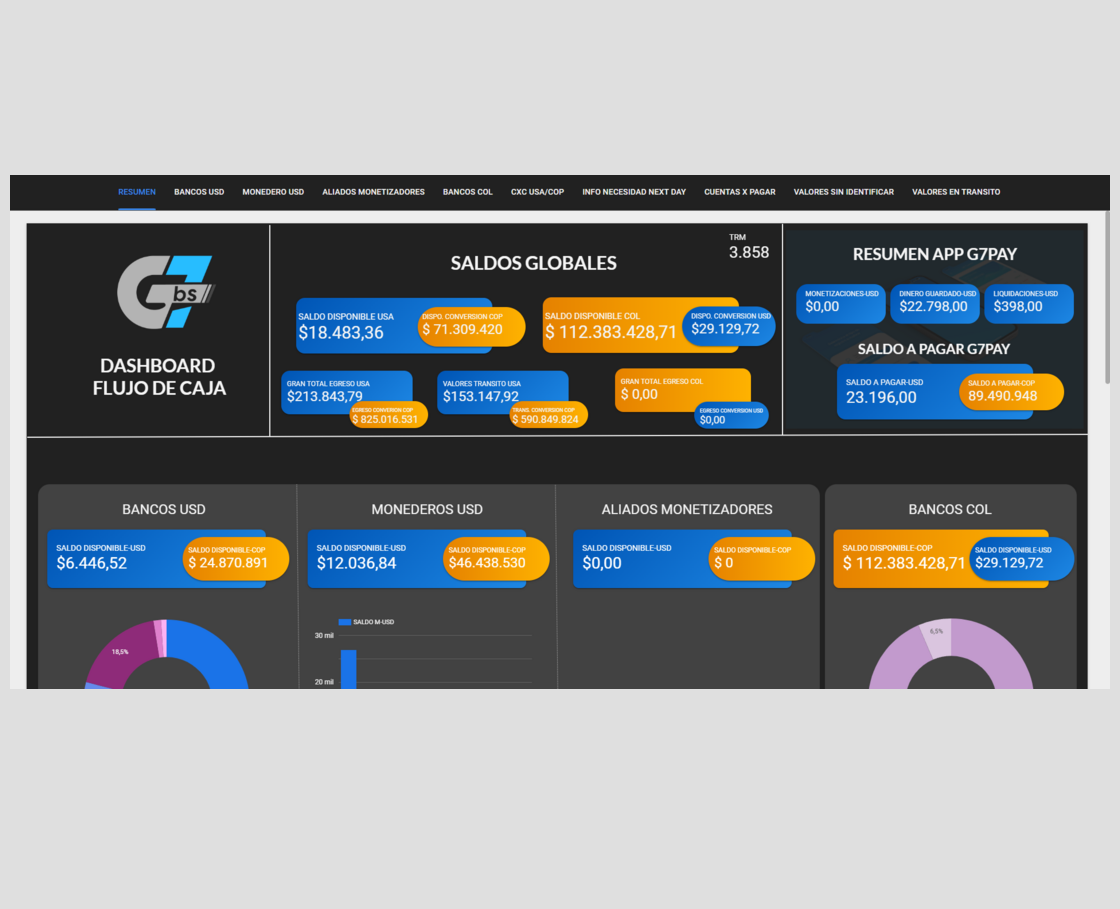 RESUMEN BANCOS USD MONEDERO USD ALIADOS MONETIZADORES BANCOS COL CXC USA/COP INFO NECESIDAD NEXT DAY CUENTAS X PAGAR VALORES SIN IDENTIFICAR VALORES EN TRANSITO
G7 bs
DASHBOARD
FLUJO DE CAJA
SALDOS GLOBALES
TRM
3.858
SALDO DISPONIBLE USA
$18.483,36
DISPO. CONVERSION COP
$ 71.309.420
SALDO DISPONIBLE COL
$ 112.383.428,71
DISPO. CONVERSION USD
$29.129,72
GRAN TOTAL EGRESO USA
$213.843,79
EGRESO CONVERSION COP
$ 825.016.531
VALORES TRANSITO USA
$153.147,92
TRANS. CONVERSION COP
$ 590.849.824
GRAN TOTAL EGRESO COL
$ 0,00
EGRESO CONVERSION USD
$0,00
RESUMEN APP G7PAY
MONETIZACIONES-USD
$0,00
DINERO GUARDADO-USD
$22.798,00
LIQUIDACIONES-USD
$398,00
SALDO A PAGAR G7PAY
SALDO A PAGAR-USD
23.196,00
SALDO A PAGAR-COP
89.490.948
BANCOS USD
SALDO DISPONIBLE-USD
$6.446,52
SALDO DISPONIBLE-COP
$ 24.870.891
18,5%
MONEDEROS USD
SALDO DISPONIBLE-USD
$12.036,84
SALDO DISPONIBLE-COP
$46.438.530
SALDO M-USD
30 mil
20 mil
ALIADOS MONETIZADORES
SALDO DISPONIBLE-USD
$0,00
SALDO DISPONIBLE-COP
$ 0
BANCOS COL
SALDO DISPONIBLE-COP
$ 112.383.428,71
SALDO DISPONIBLE-USD
$29.129,72
6,5%